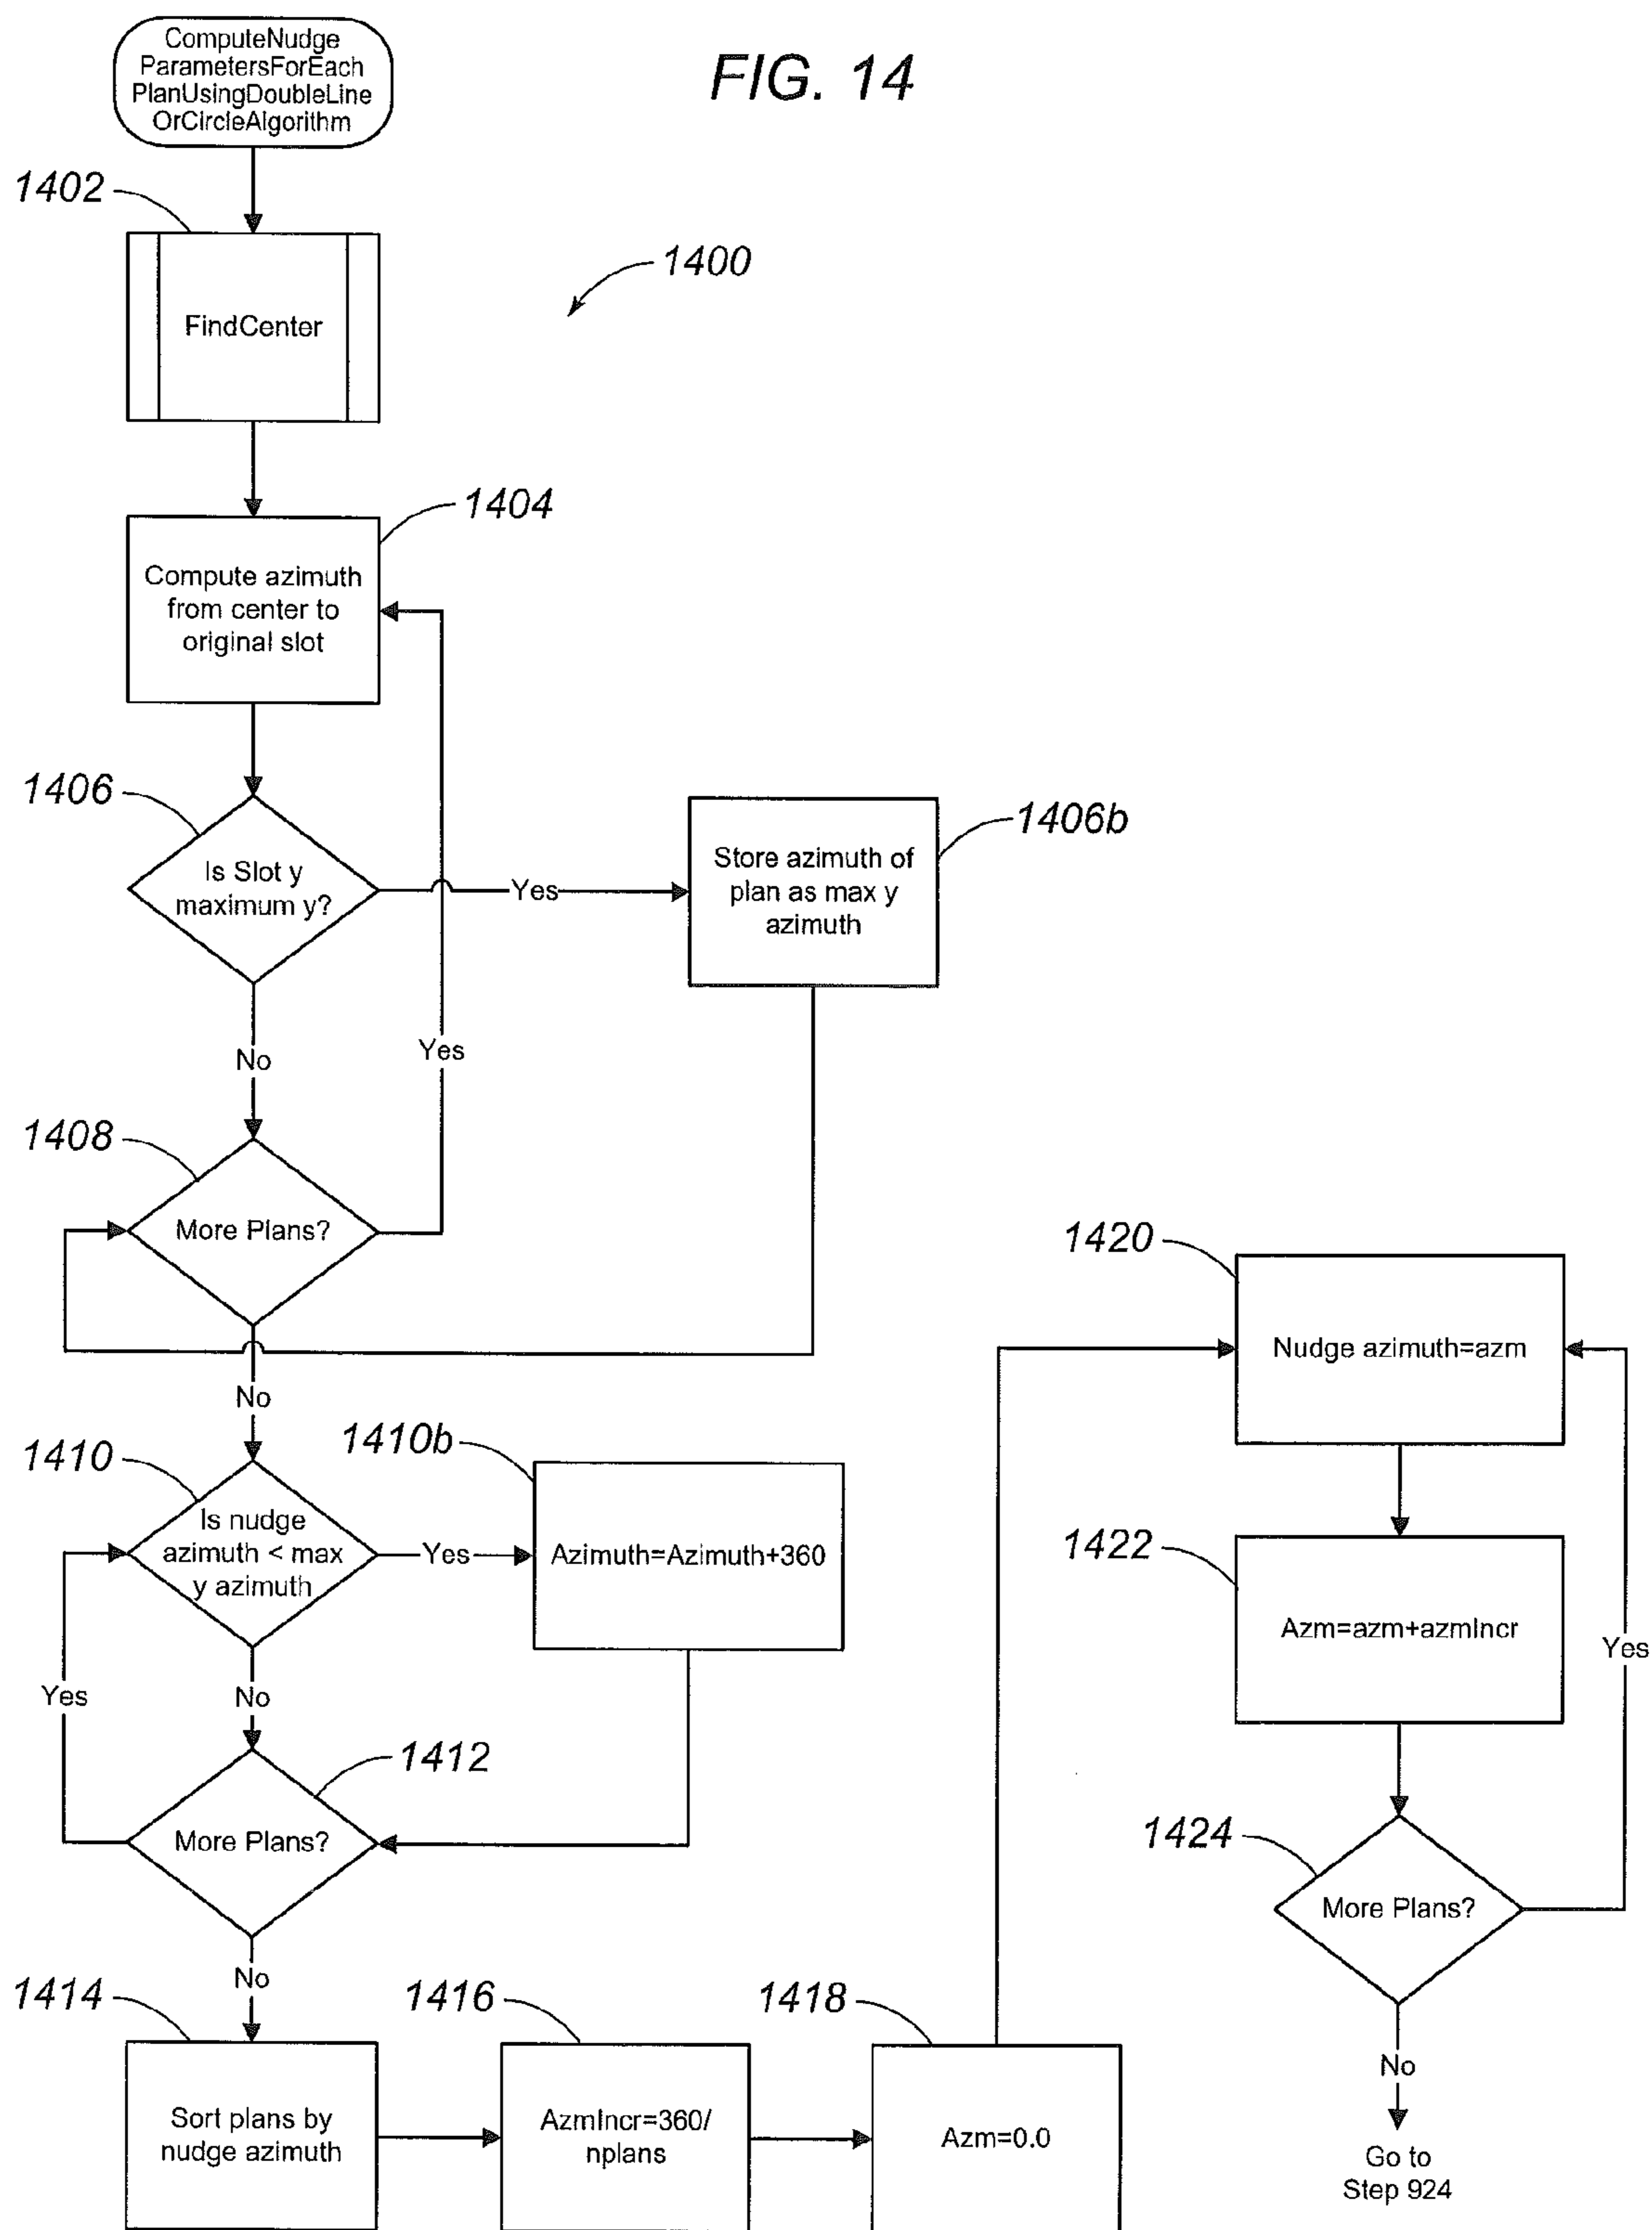 ComputeNudge
ParametersForEach
PlanUsingDoubleLine
OrCircleAlgorithm
FIG. 14
1402
FindCenter
1400
1404
Compute azimuth
from center to
original slot
1406
Is Slot y
maximum y?
Yes
1406b
Store azimuth of
plan as max y
azimuth
No
Yes
1408
More Plans?
No
1410
Is nudge
azimuth < max
y azimuth
Yes
1410b
Azimuth=Azimuth+360
Yes
No
1412
More Plans?
No
1414
Sort plans by
nudge azimuth
1416
AzmIncr=360/
nplans
1418
Azm=0.0
1420
Nudge azimuth=azm
1422
Azm=azm+azmIncr
Yes
1424
More Plans?
No
Go to
Step 924